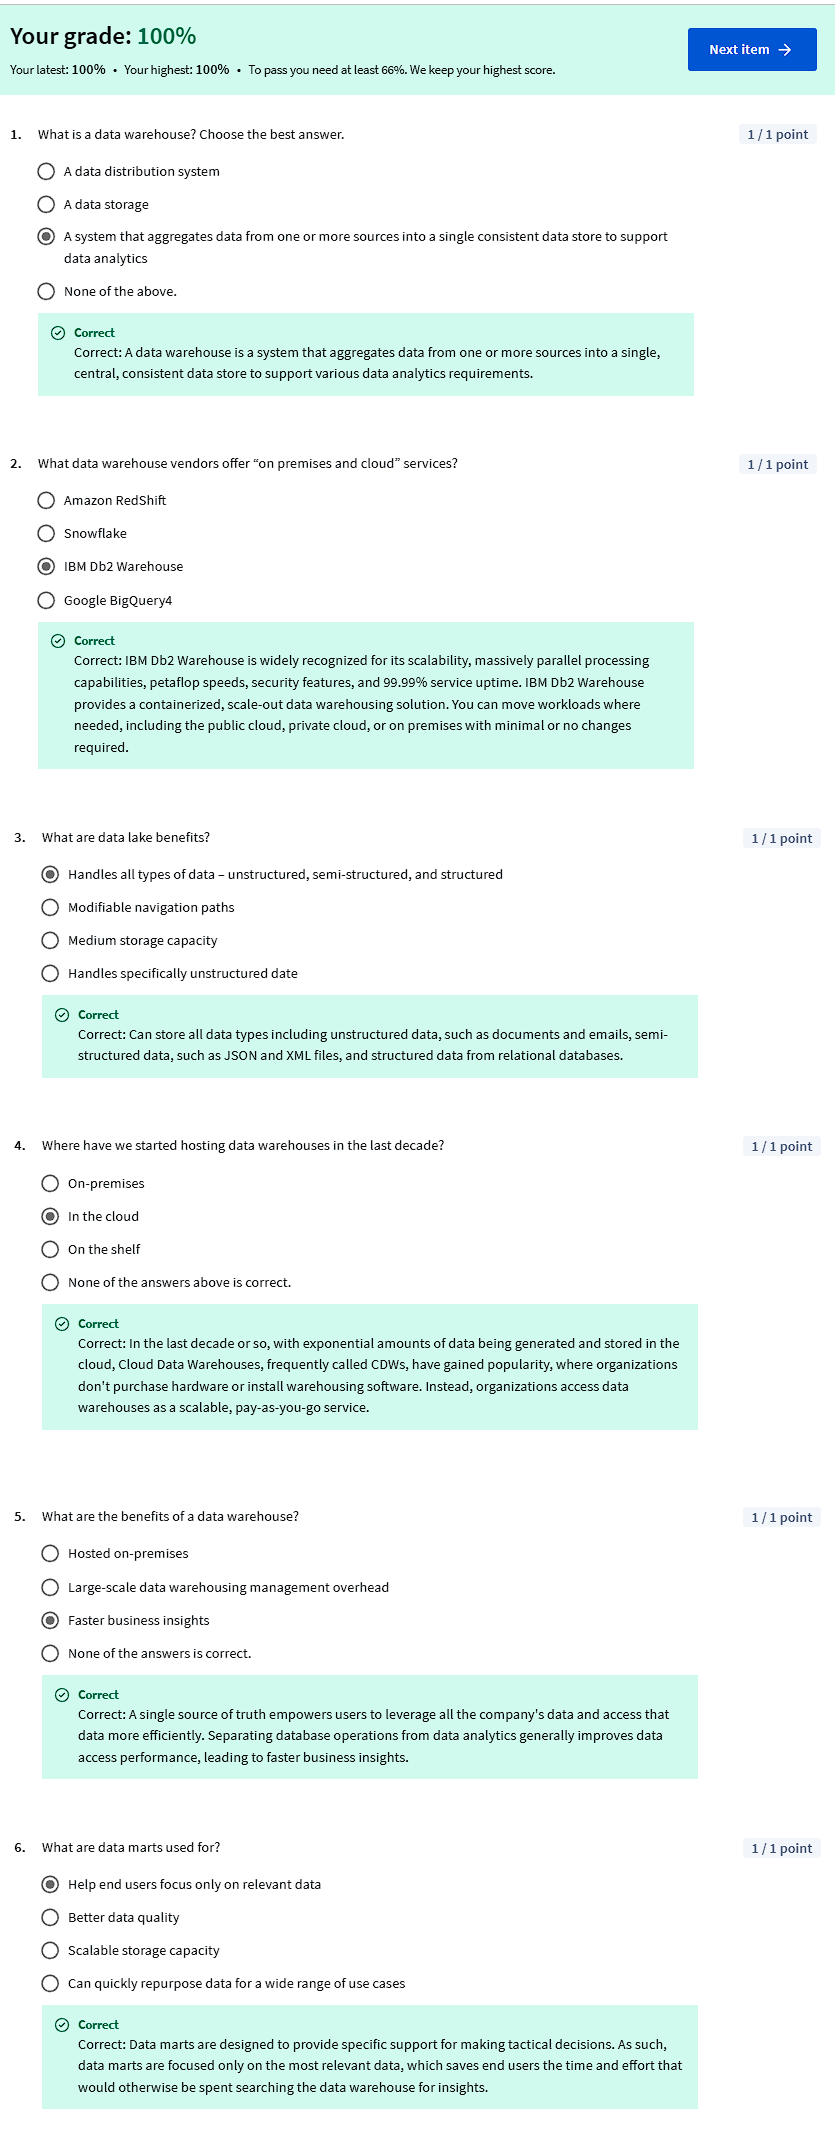 Your grade: 100%
Next item →
Your latest: 100% • Your highest: 100% • To pass you need at least 66%. We keep your highest score.
1. What is a data warehouse? Choose the best answer.
1 / 1 point
A data distribution system
A data storage
A system that aggregates data from one or more sources into a single consistent data store to support
data analytics
None of the above.
Correct
Correct: A data warehouse is a system that aggregates data from one or more sources into a single,
central, consistent data store to support various data analytics requirements.
2. What data warehouse vendors offer “on premises and cloud” services?
1 / 1 point
Amazon RedShift
Snowflake
IBM Db2 Warehouse
Google BigQuery4
Correct
Correct: IBM Db2 Warehouse is widely recognized for its scalability, massively parallel processing
capabilities, petaflop speeds, security features, and 99.99% service uptime. IBM Db2 Warehouse
provides a containerized, scale-out data warehousing solution. You can move workloads where
needed, including the public cloud, private cloud, or on premises with minimal or no changes
required.
3. What are data lake benefits?
1 / 1 point
Handles all types of data – unstructured, semi-structured, and structured
Modifiable navigation paths
Medium storage capacity
Handles specifically unstructured date
Correct
Correct: Can store all data types including unstructured data, such as documents and emails, semi-
structured data, such as JSON and XML files, and structured data from relational databases.
4. Where have we started hosting data warehouses in the last decade?
1 / 1 point
On-premises
In the cloud
On the shelf
None of the answers above is correct.
Correct
Correct: In the last decade or so, with exponential amounts of data being generated and stored in the
cloud, Cloud Data Warehouses, frequently called CDWs, have gained popularity, where organizations
don't purchase hardware or install warehousing software. Instead, organizations access data
warehouses as a scalable, pay-as-you-go service.
5. What are the benefits of a data warehouse?
1 / 1 point
Hosted on-premises
Large-scale data warehousing management overhead
Faster business insights
None of the answers is correct.
Correct
Correct: A single source of truth empowers users to leverage all the company's data and access that
data more efficiently. Separating database operations from data analytics generally improves data
access performance, leading to faster business insights.
6. What are data marts used for?
1 / 1 point
Help end users focus only on relevant data
Better data quality
Scalable storage capacity
Can quickly repurpose data for a wide range of use cases
Correct
Correct: Data marts are designed to provide specific support for making tactical decisions. As such,
data marts are focused only on the most relevant data, which saves end users the time and effort that
would otherwise be spent searching the data warehouse for insights.